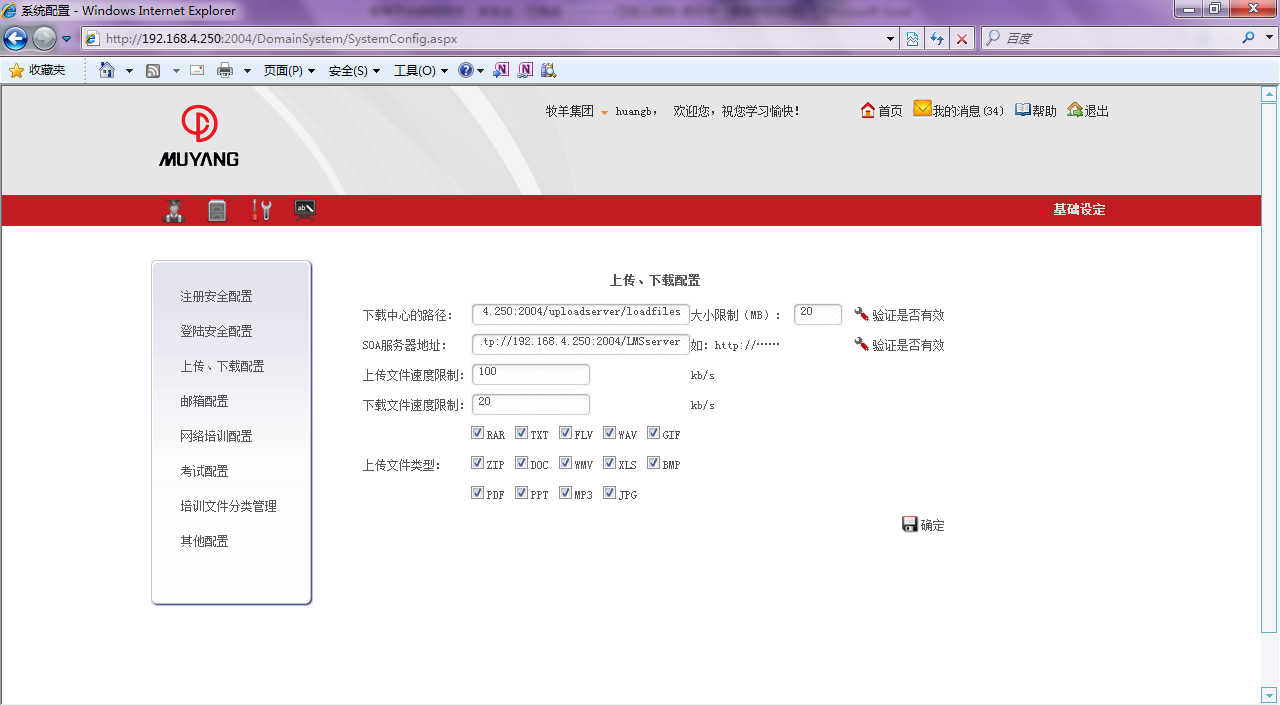 系统配置 - Windows Internet Explorer
http://192.168.4.250:2004/DomainSystem/SystemConfig.aspx
百度
收藏夹
页面(P)
安全(S)
工具(O)
MUYANG
牧羊集团 huangb, 欢迎您,祝您学习愉快!
首页 我的消息(34) 帮助 退出
基础设定
注册安全配置
登陆安全配置
上传、下载配置
邮箱配置
网络培训配置
考试配置
培训文件分类管理
其他配置
上传、下载配置
下载中心的路径: 4.250:2004/uploadserver/loadfiles 大小限制(MB): 20 验证是否有效
SOA服务器地址: .tp://192.168.4.250:2004/LMSserver 如: http://…… 验证是否有效
上传文件速度限制: 100 kb/s
下载文件速度限制: 20 kb/s
上传文件类型:
RAR TXT FLV WAV GIF
ZIP DOC WMV XLS BMP
PDF PPT MP3 JPG
确定